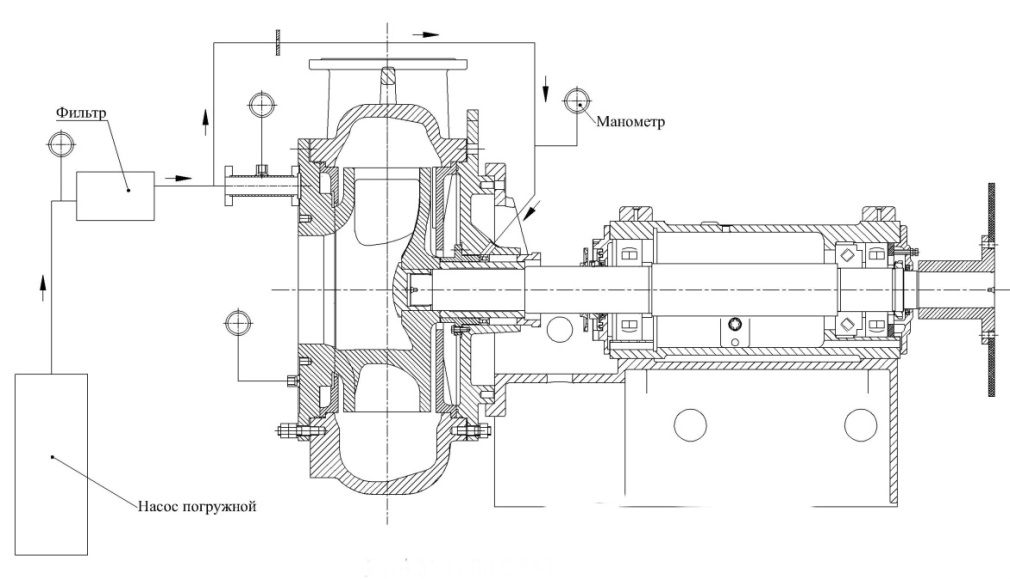 Фильтр
Манометр
Насос погружной